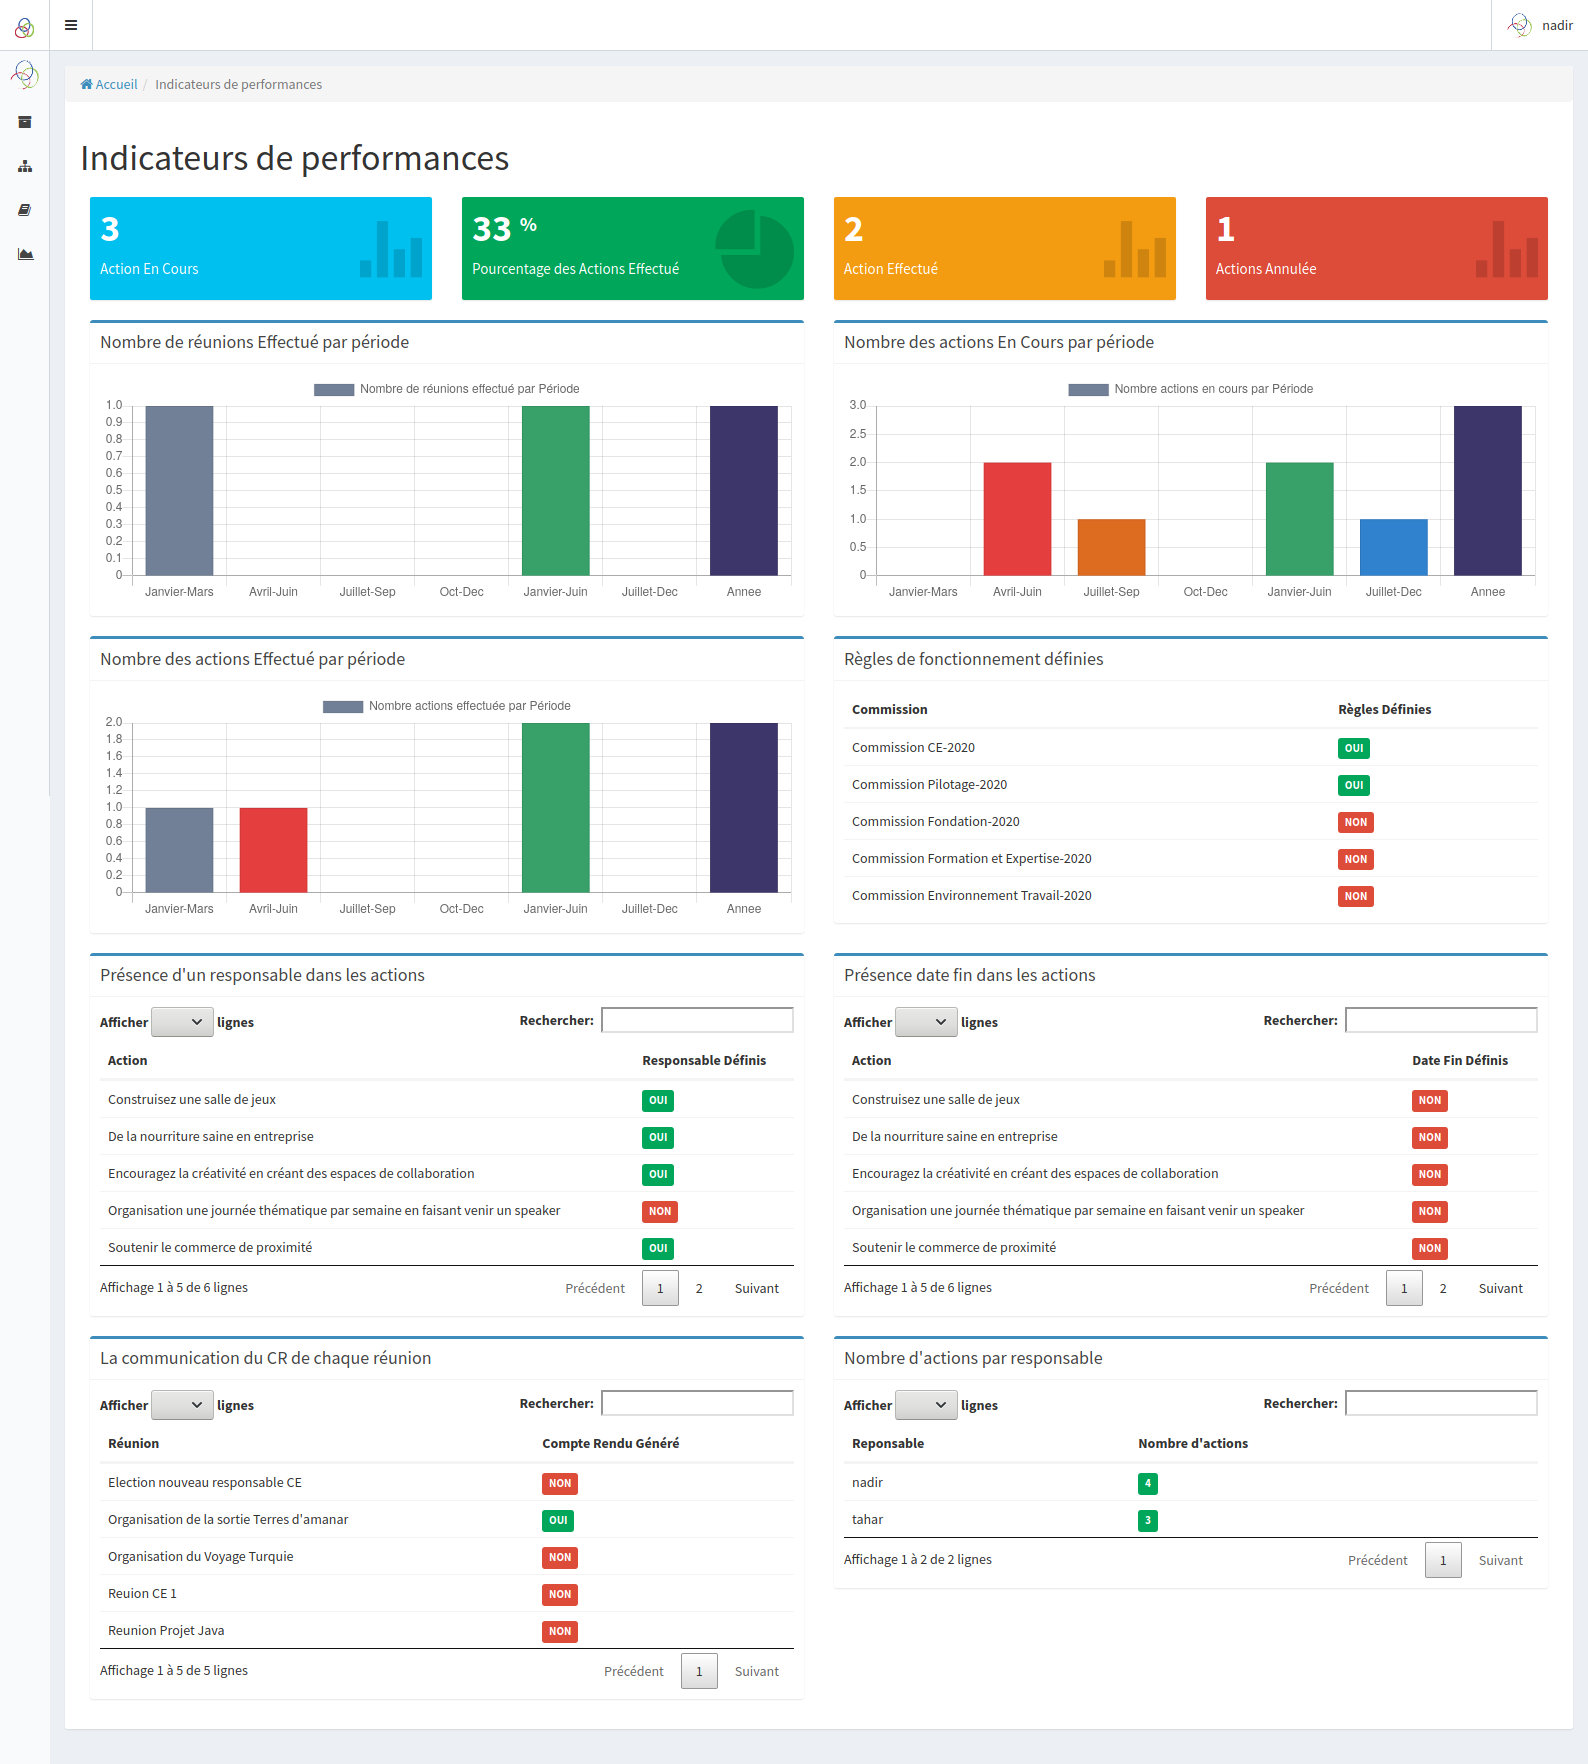 nadir
Accueil / Indicateurs de performances
Indicateurs de performances
3
Action En Cours
33 %
Pourcentage des Actions Effectué
2
Action Effectué
1
Actions Annulée
Nombre de réunions Effectué par période
Nombre de réunions effectué par Période
1.0
0.9
0.8
0.7
0.6
0.5
0.4
0.3
0.2
0.1
0
Janvier-Mars Avril-Juin Juillet-Sep Oct-Dec Janvier-Juin Juillet-Dec Annee
Nombre des actions En Cours par période
Nombre actions en cours par Période
3.0
2.5
2.0
1.5
1.0
0.5
0
Janvier-Mars Avril-Juin Juillet-Sep Oct-Dec Janvier-Juin Juillet-Dec Annee
Nombre des actions Effectué par période
Nombre actions effectuée par Période
2.0
1.8
1.6
1.4
1.2
1.0
0.8
0.6
0.4
0.2
0
Janvier-Mars Avril-Juin Juillet-Sep Oct-Dec Janvier-Juin Juillet-Dec Annee
Règles de fonctionnement définies
Commission Règles Définies
Commission CE-2020 OUI
Commission Pilotage-2020 OUI
Commission Fondation-2020 NON
Commission Formation et Expertise-2020 NON
Commission Environnement Travail-2020 NON
Présence d'un responsable dans les actions
Afficher lignes Rechercher:
Action Responsable Définis
Construisez une salle de jeux OUI
De la nourriture saine en entreprise OUI
Encouragez la créativité en créant des espaces de collaboration OUI
Organisation une journée thématique par semaine en faisant venir un speaker NON
Soutenir le commerce de proximité OUI
Affichage 1 à 5 de 6 lignes Précédent 1 2 Suivant
Présence date fin dans les actions
Afficher lignes Rechercher:
Action Date Fin Définis
Construisez une salle de jeux NON
De la nourriture saine en entreprise NON
Encouragez la créativité en créant des espaces de collaboration NON
Organisation une journée thématique par semaine en faisant venir un speaker NON
Soutenir le commerce de proximité NON
Affichage 1 à 5 de 6 lignes Précédent 1 2 Suivant
La communication du CR de chaque réunion
Afficher lignes Rechercher:
Réunion Compte Rendu Généré
Election nouveau responsable CE NON
Organisation de la sortie Terres d'amanar OUI
Organisation du Voyage Turquie NON
Reuion CE 1 NON
Reunion Projet Java NON
Affichage 1 à 5 de 5 lignes Précédent 1 Suivant
Nombre d'actions par responsable
Afficher lignes Rechercher:
Reponsable Nombre d'actions
nadir 4
tahar 3
Affichage 1 à 2 de 2 lignes Précédent 1 Suivant